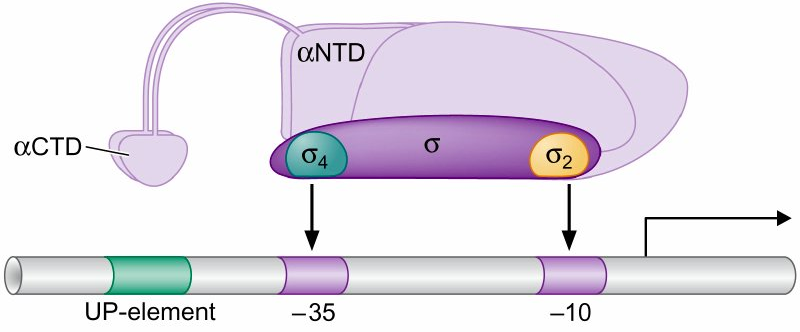 αNTD
αCTD
σ
σ₄
σ₂
UP-element
–35
–10